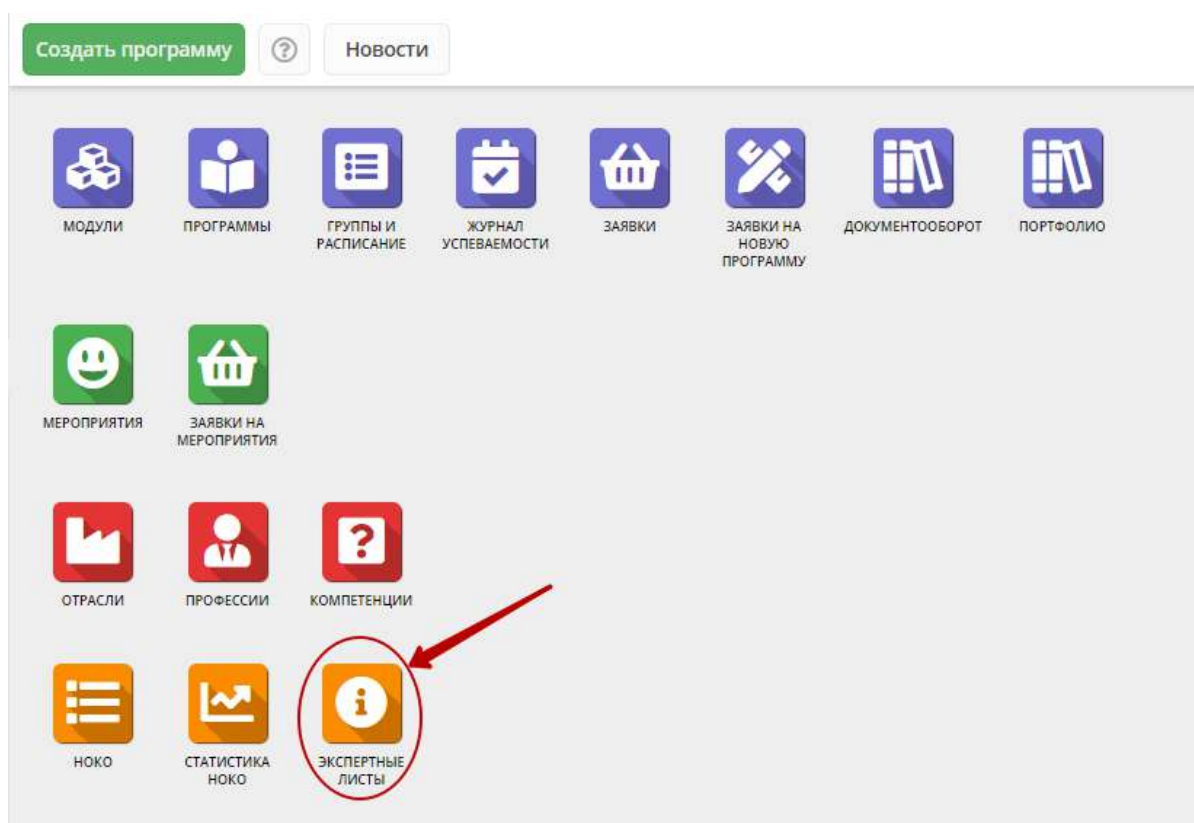 Создать программу
?
Новости
МОДУЛИ
ПРОГРАММЫ
ГРУППЫ И
РАСПИСАНИЕ
ЖУРНАЛ
УСПЕВАЕМОСТИ
ЗАЯВКИ
ЗАЯВКИ НА
НОВУЮ
ПРОГРАММУ
ДОКУМЕНТООБОРОТ
ПОРТФОЛИО
МЕРОПРИЯТИЯ
ЗАЯВКИ НА
МЕРОПРИЯТИЯ
?
ОТРАСЛИ
ПРОФЕССИИ
КОМПЕТЕНЦИИ
i
НОКО
СТАТИСТИКА
НОКО
ЭКСПЕРТНЫЕ
ЛИСТЫ